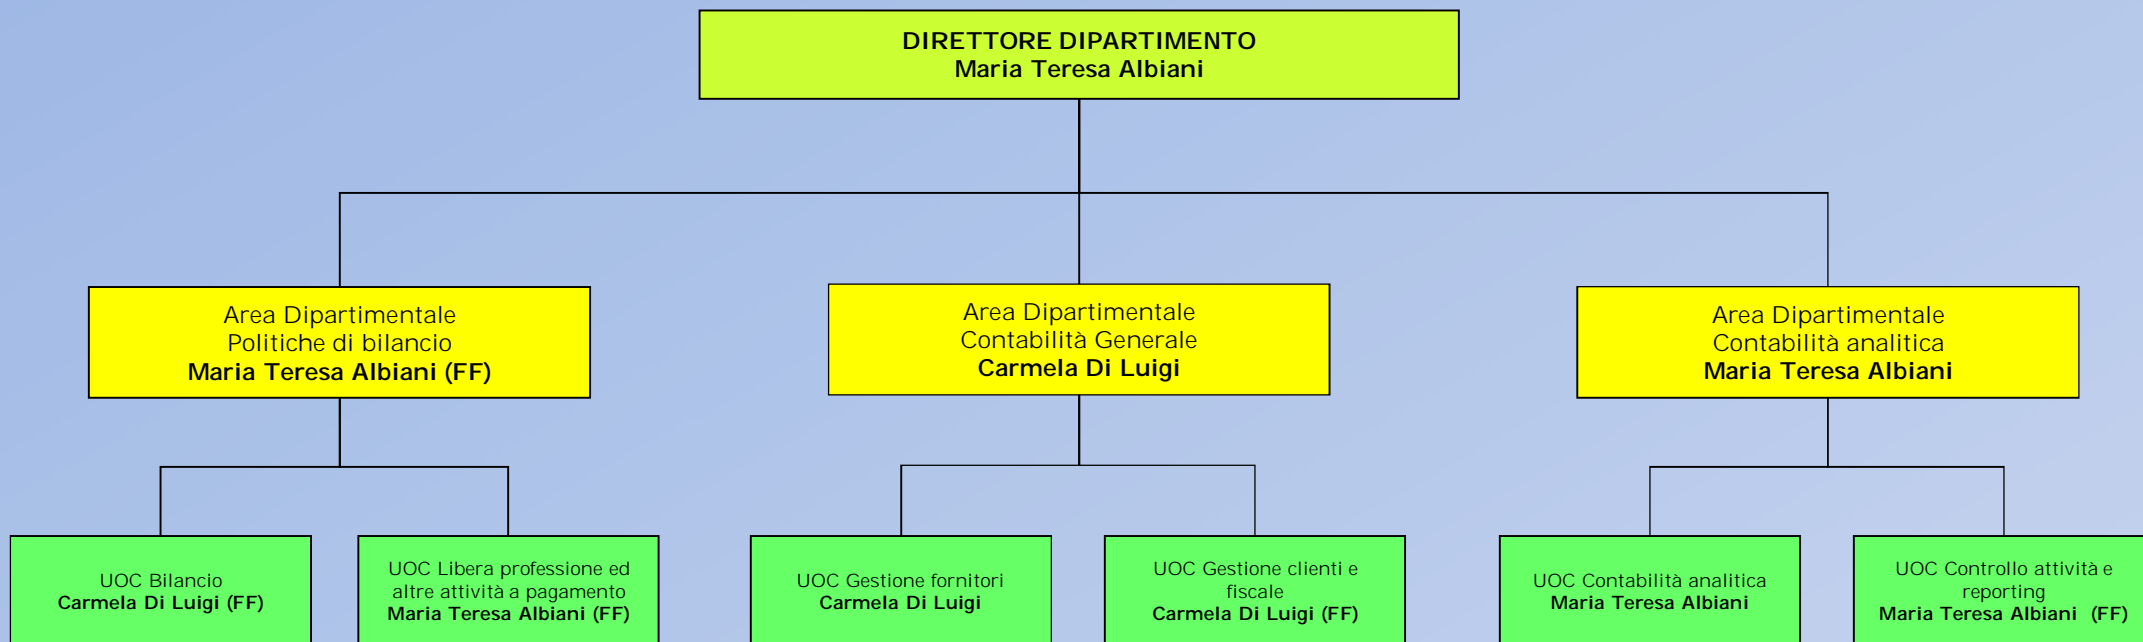 DIRETTORE DIPARTIMENTO
Maria Teresa Albiani
Area Dipartimentale
Politiche di bilancio
Maria Teresa Albiani (FF)
Area Dipartimentale
Contabilità Generale
Carmela Di Luigi
Area Dipartimentale
Contabilità analitica
Maria Teresa Albiani
UOC Bilancio
Carmela Di Luigi (FF)
UOC Libera professione ed
altre attività a pagamento
Maria Teresa Albiani (FF)
UOC Gestione fornitori
Carmela Di Luigi
UOC Gestione clienti e
fiscale
Carmela Di Luigi (FF)
UOC Contabilità analitica
Maria Teresa Albiani
UOC Controllo attività e
reporting
Maria Teresa Albiani (FF)